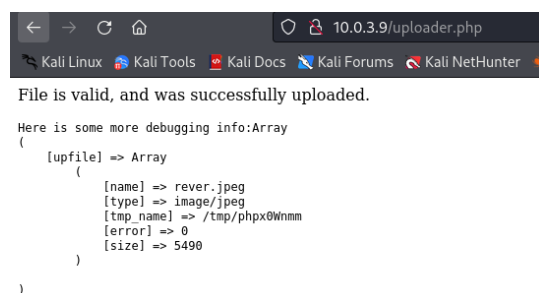 10.0.3.9/uploader.php
Kali Linux Kali Tools Kali Docs Kali Forums Kali NetHunter
File is valid, and was successfully uploaded.
Here is some more debugging info:Array
(
[upfile] => Array
(
[name] => rever.jpeg
[type] => image/jpeg
[tmp_name] => /tmp/phpx0Wnmm
[error] => 0
[size] => 5490
)
)